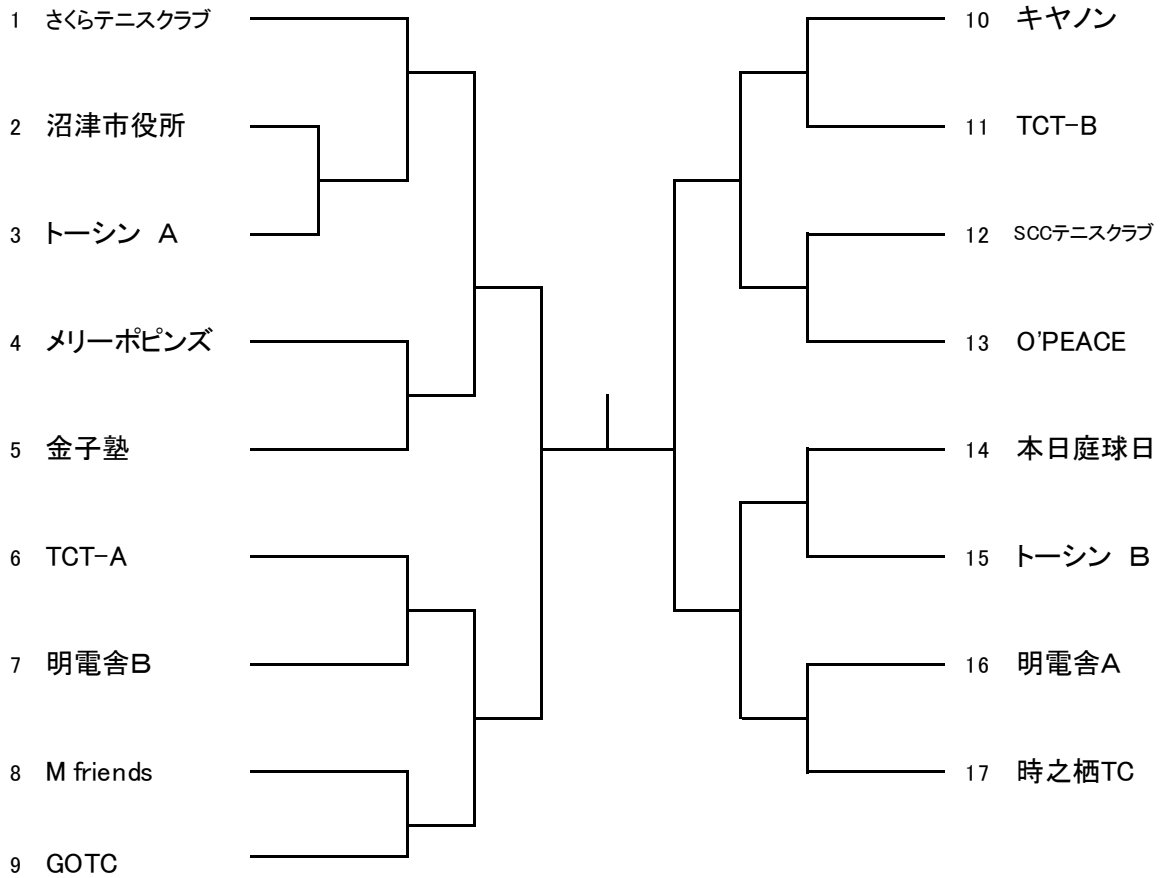 1 さくらテニスクラブ
2 沼津市役所
3 トーシン　A
4 メリーポピンズ
5 金子塾
6 TCT-A
7 明電舎B
8 M friends
9 GOTC
10 キヤノン
11 TCT-B
12 SCCテニスクラブ
13 O'PEACE
14 本日庭球日
15 トーシン　B
16 明電舎A
17 時之栖TC